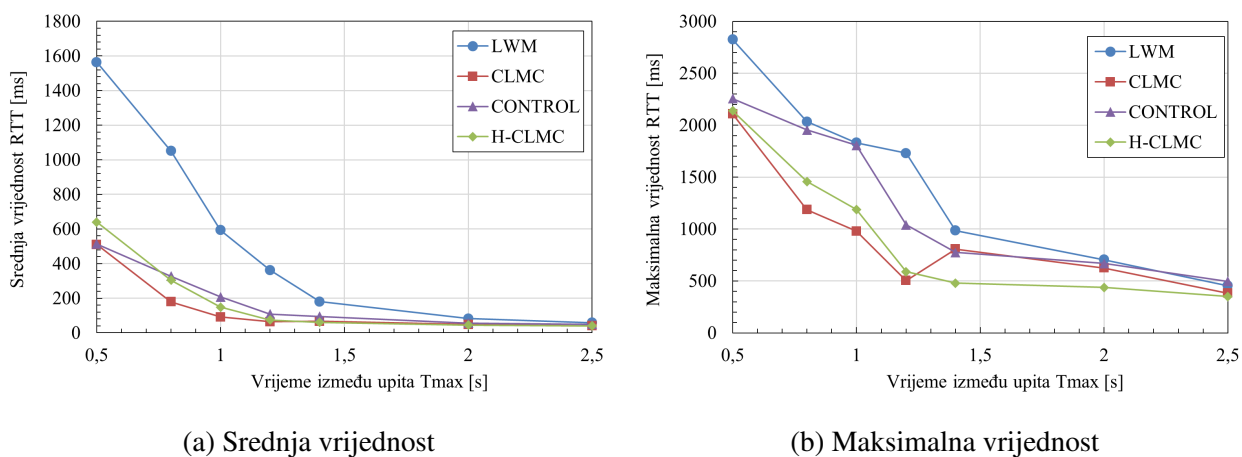 1800
1600
1400
1200
1000
800
600
400
200
0
Srednja vrijednost RTT [ms]
LWM
CLMC
CONTROL
H-CLMC
0,5
1
1,5
2
2,5
Vrijeme između upita Tmax [s]
(a) Srednja vrijednost
3000
2500
2000
1500
1000
500
0
Maksimalna vrijednost RTT [ms]
LWM
CLMC
CONTROL
H-CLMC
0,5
1
1,5
2
2,5
Vrijeme između upita Tmax [s]
(b) Maksimalna vrijednost